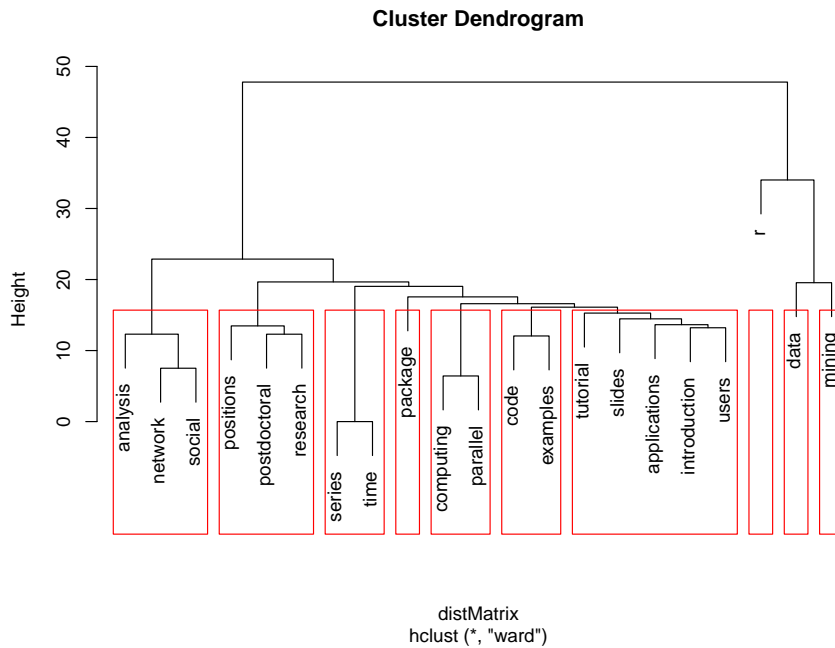 Cluster Dendrogram
50
40
30
20
10
0
Height
analysis
network
social
positions
postdoctoral
research
series
time
package
computing
parallel
code
examples
tutorial
slides
applications
introduction
users
r
data
mining
distMatrix
hclust (*, "ward")